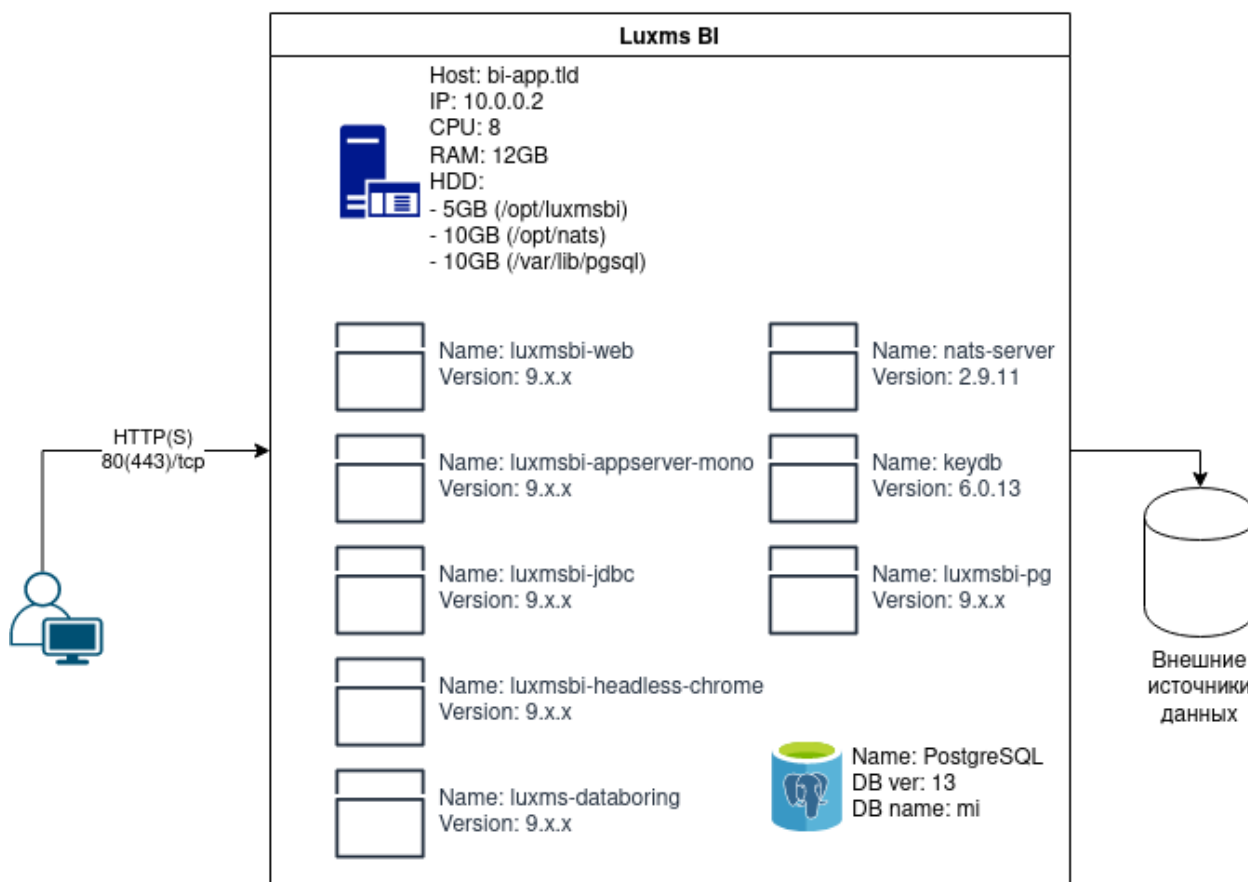 Luxms BI
Host: bi-app.tld
IP: 10.0.0.2
CPU: 8
RAM: 12GB
HDD:
- 5GB (/opt/luxmsbi)
- 10GB (/opt/nats)
- 10GB (/var/lib/pgsql)
HTTP(S)
80(443)/tcp
Name: luxmsbi-web
Version: 9.x.x
Name: luxmsbi-appserver-mono
Version: 9.x.x
Name: luxmsbi-jdbc
Version: 9.x.x
Name: luxmsbi-headless-chrome
Version: 9.x.x
Name: luxms-databoring
Version: 9.x.x
Name: nats-server
Version: 2.9.11
Name: keydb
Version: 6.0.13
Name: luxmsbi-pg
Version: 9.x.x
Name: PostgreSQL
DB ver: 13
DB name: mi
Внешние
источники
данных